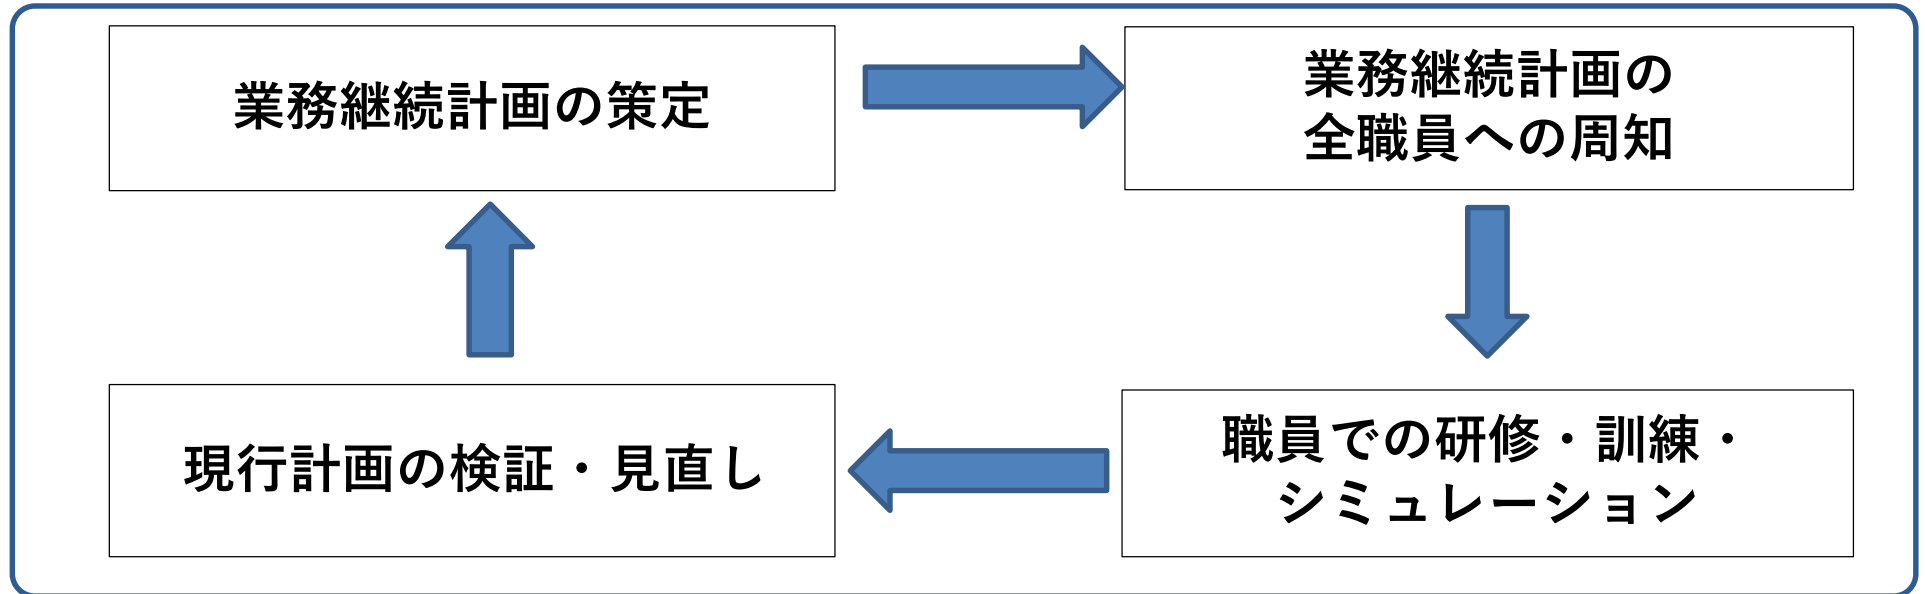 業務継続計画の策定
業務継続計画の
全職員への周知
職員での研修・訓練・
シミュレーション
現行計画の検証・見直し